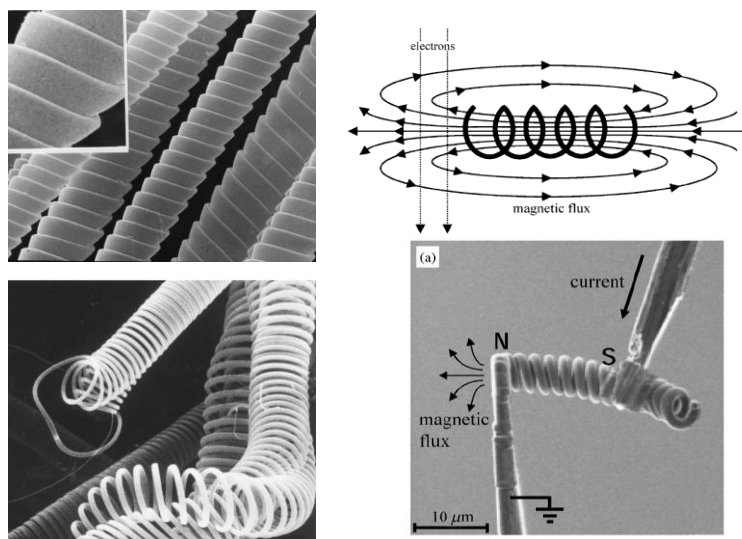 electrons
magnetic flux
(a)
current
N
S
magnetic
flux
10 μm